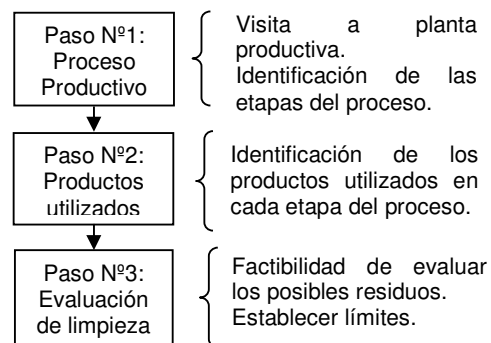 Paso Nº1:
Proceso
Productivo
Visita a planta
productiva.
Identificación de las
etapas del proceso.
Paso Nº2:
Productos
utilizados
Identificación de los
productos utilizados en
cada etapa del proceso.
Paso Nº3:
Evaluación
de limpieza
Factibilidad de evaluar
los posibles residuos.
Establecer límites.